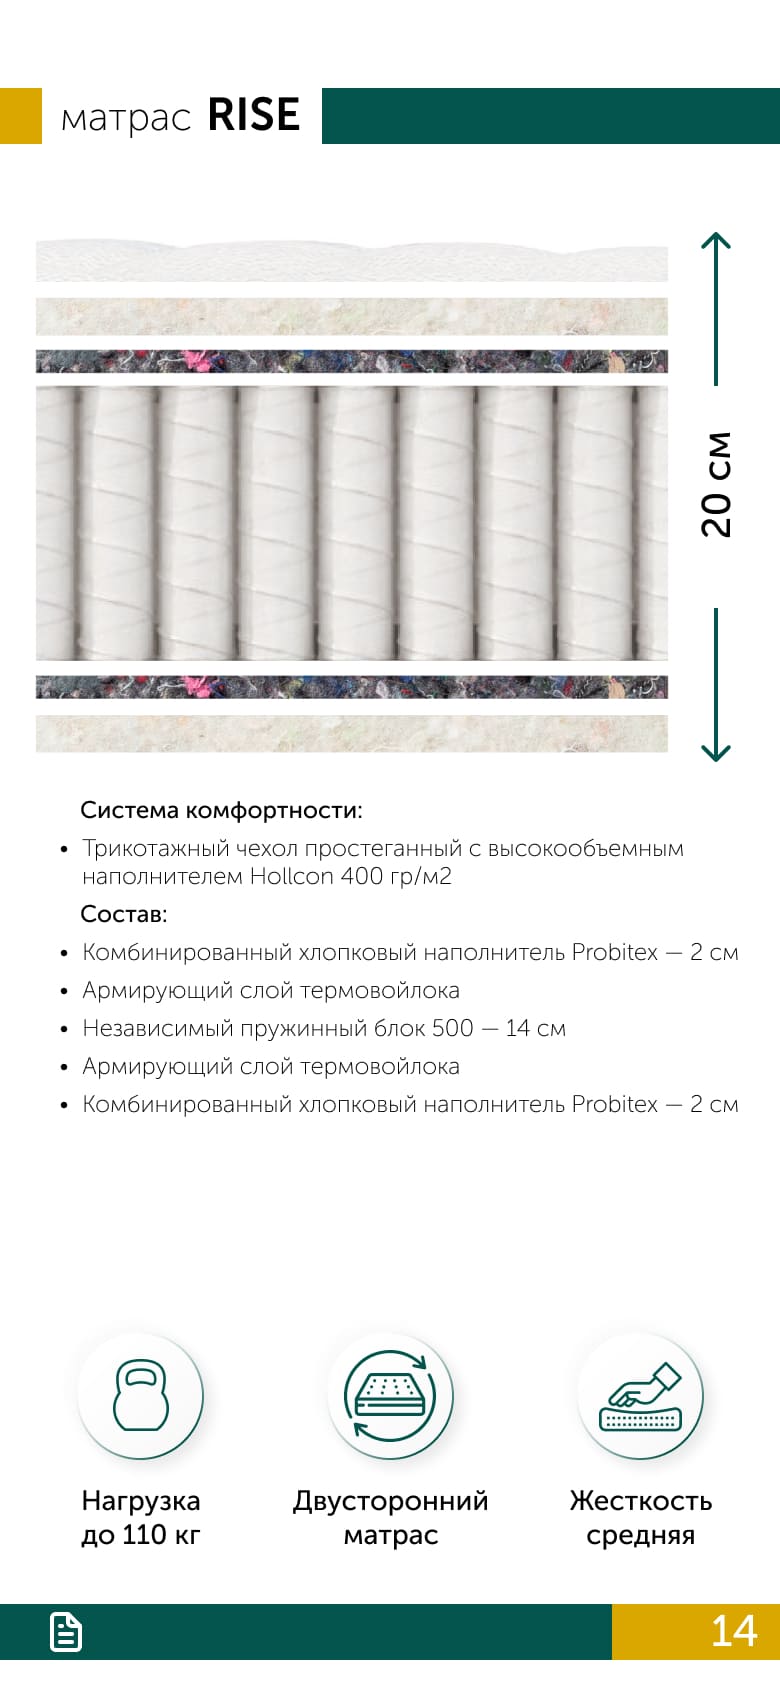 матрас RISE
20 см
Система комфортности:
• Трикотажный чехол простеганный с высокообъемным
наполнителем Hollcon 400 гр/м2
Состав:
• Комбинированный хлопковый наполнитель Probitex — 2 см
• Армирующий слой термовойлока
• Независимый пружинный блок 500 — 14 см
• Армирующий слой термовойлока
• Комбинированный хлопковый наполнитель Probitex — 2 см
Нагрузка
до 110 кг
Двусторонний
матрас
Жесткость
средняя
14